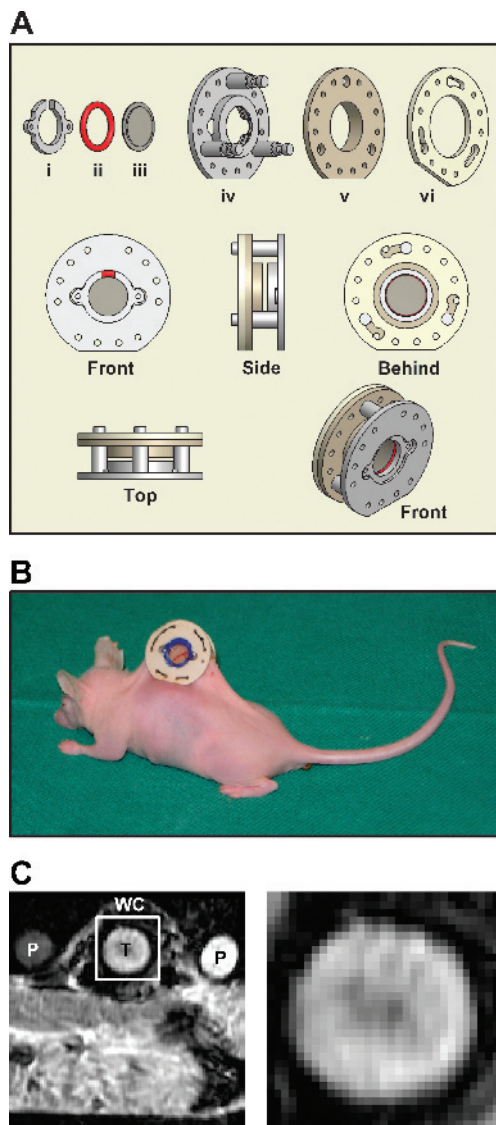 A
i ii iii
iv v vi
Front Side Behind
Top
Front
B
C
WC
P T P